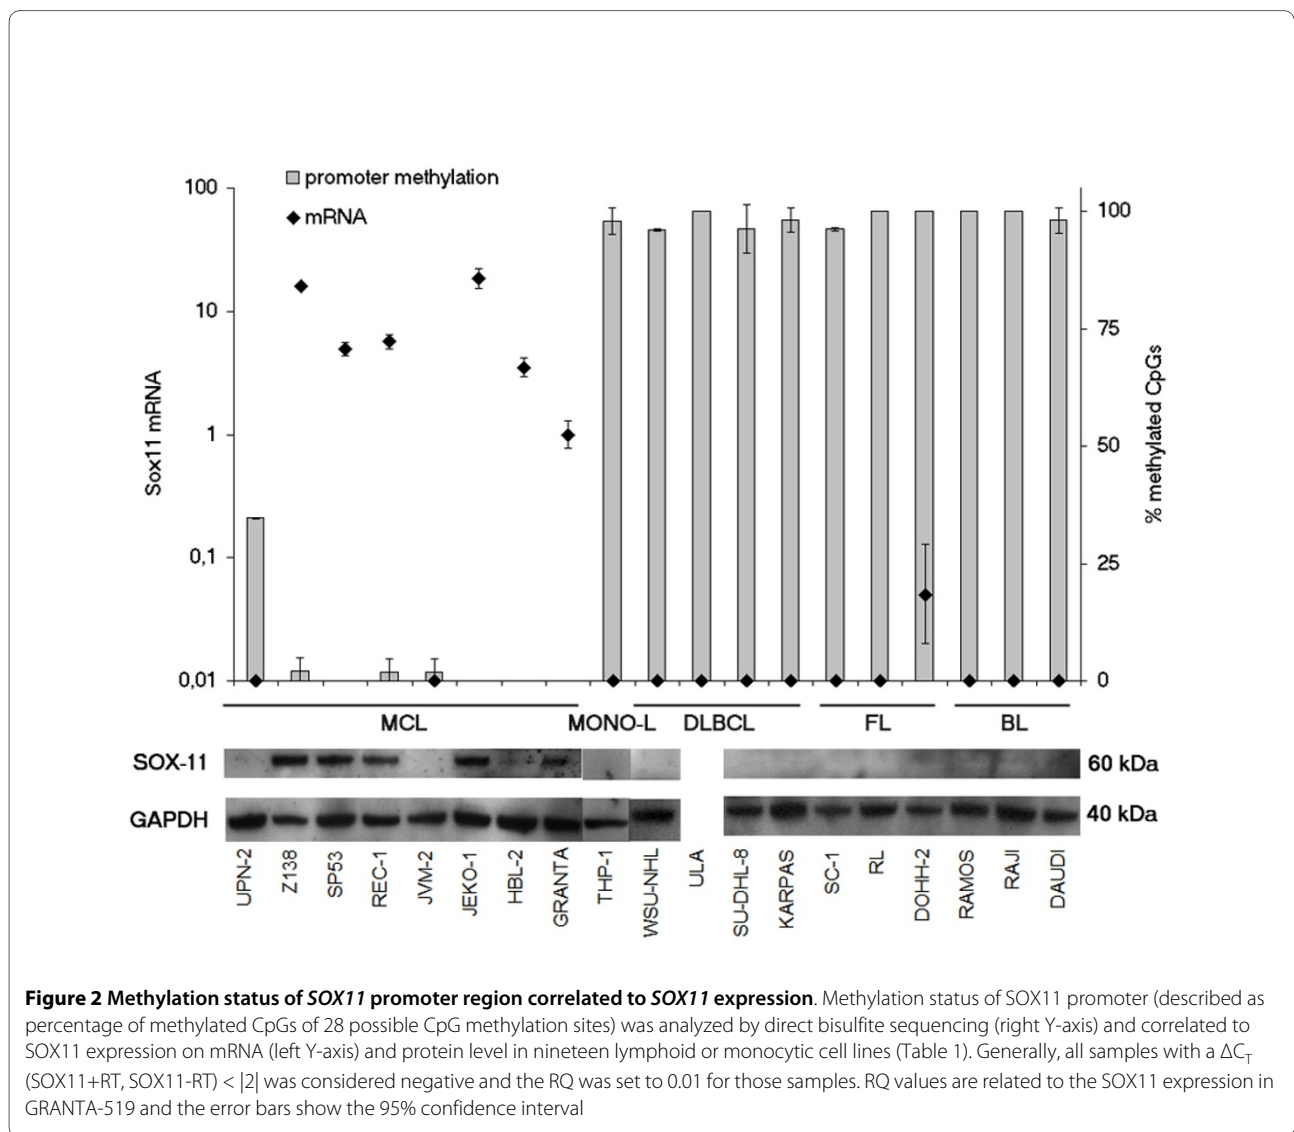 promoter methylation
mRNA
100
10
1
0,1
0,01
Sox11 mRNA
100
75
50
25
0
% methylated CpGs
MCL MONO-L DLBCL FL BL
SOX-11 60 kDa
GAPDH 40 kDa
UPN-2 Z138 SP53 REC-1 JVM-2 JEKO-1 HBL-2 GRANTA THP-1 WSU-NHL ULA SU-DHL-8 KARPAS SC-1 RL DOHH-2 RAMOS RAJI DAUDI
Figure 2 Methylation status of SOX11 promoter region correlated to SOX11 expression. Methylation status of SOX11 promoter (described as
percentage of methylated CpGs of 28 possible CpG methylation sites) was analyzed by direct bisulfite sequencing (right Y-axis) and correlated to
SOX11 expression on mRNA (left Y-axis) and protein level in nineteen lymphoid or monocytic cell lines (Table 1). Generally, all samples with a ΔCT
(SOX11+RT, SOX11-RT) < |2| was considered negative and the RQ was set to 0.01 for those samples. RQ values are related to the SOX11 expression in
GRANTA-519 and the error bars show the 95% confidence interval